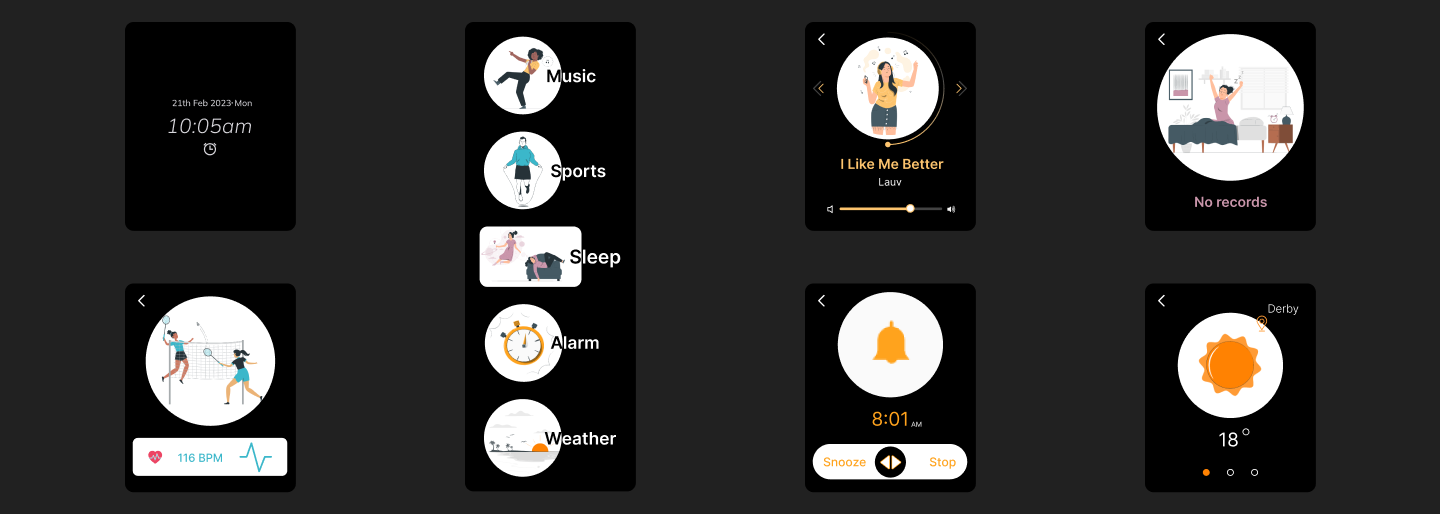 21th Feb 2023·Mon
10:05am
116 BPM
Music
Sports
Sleep
Alarm
Weather
I Like Me Better
Lauv
8:01 AM
Snooze
Stop
No records
Derby
18°